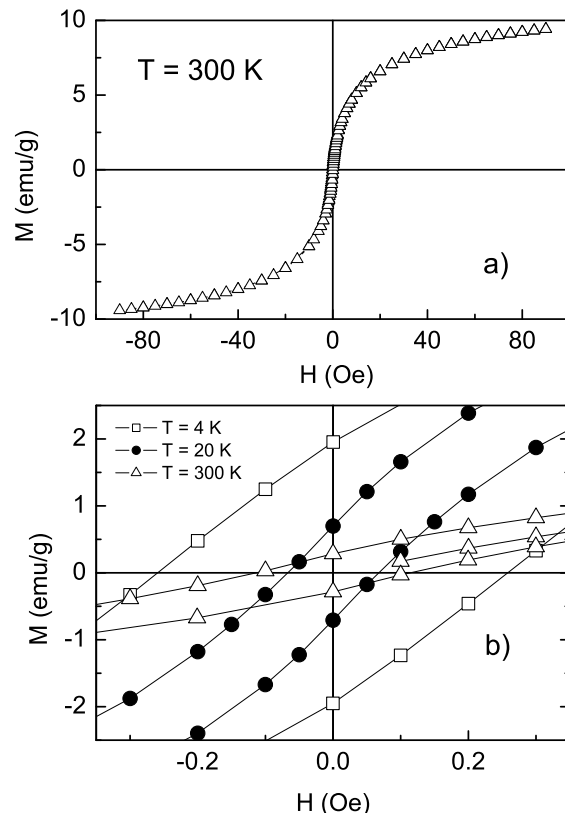 10
T = 300 K
5
M (emu/g)
0
-5
a)
-10
-80 -40 0 40 80
H (Oe)
T = 4 K
2
T = 20 K
T = 300 K
1
M (emu/g)
0
-1
b)
-2
-0.2 0.0 0.2
H (Oe)